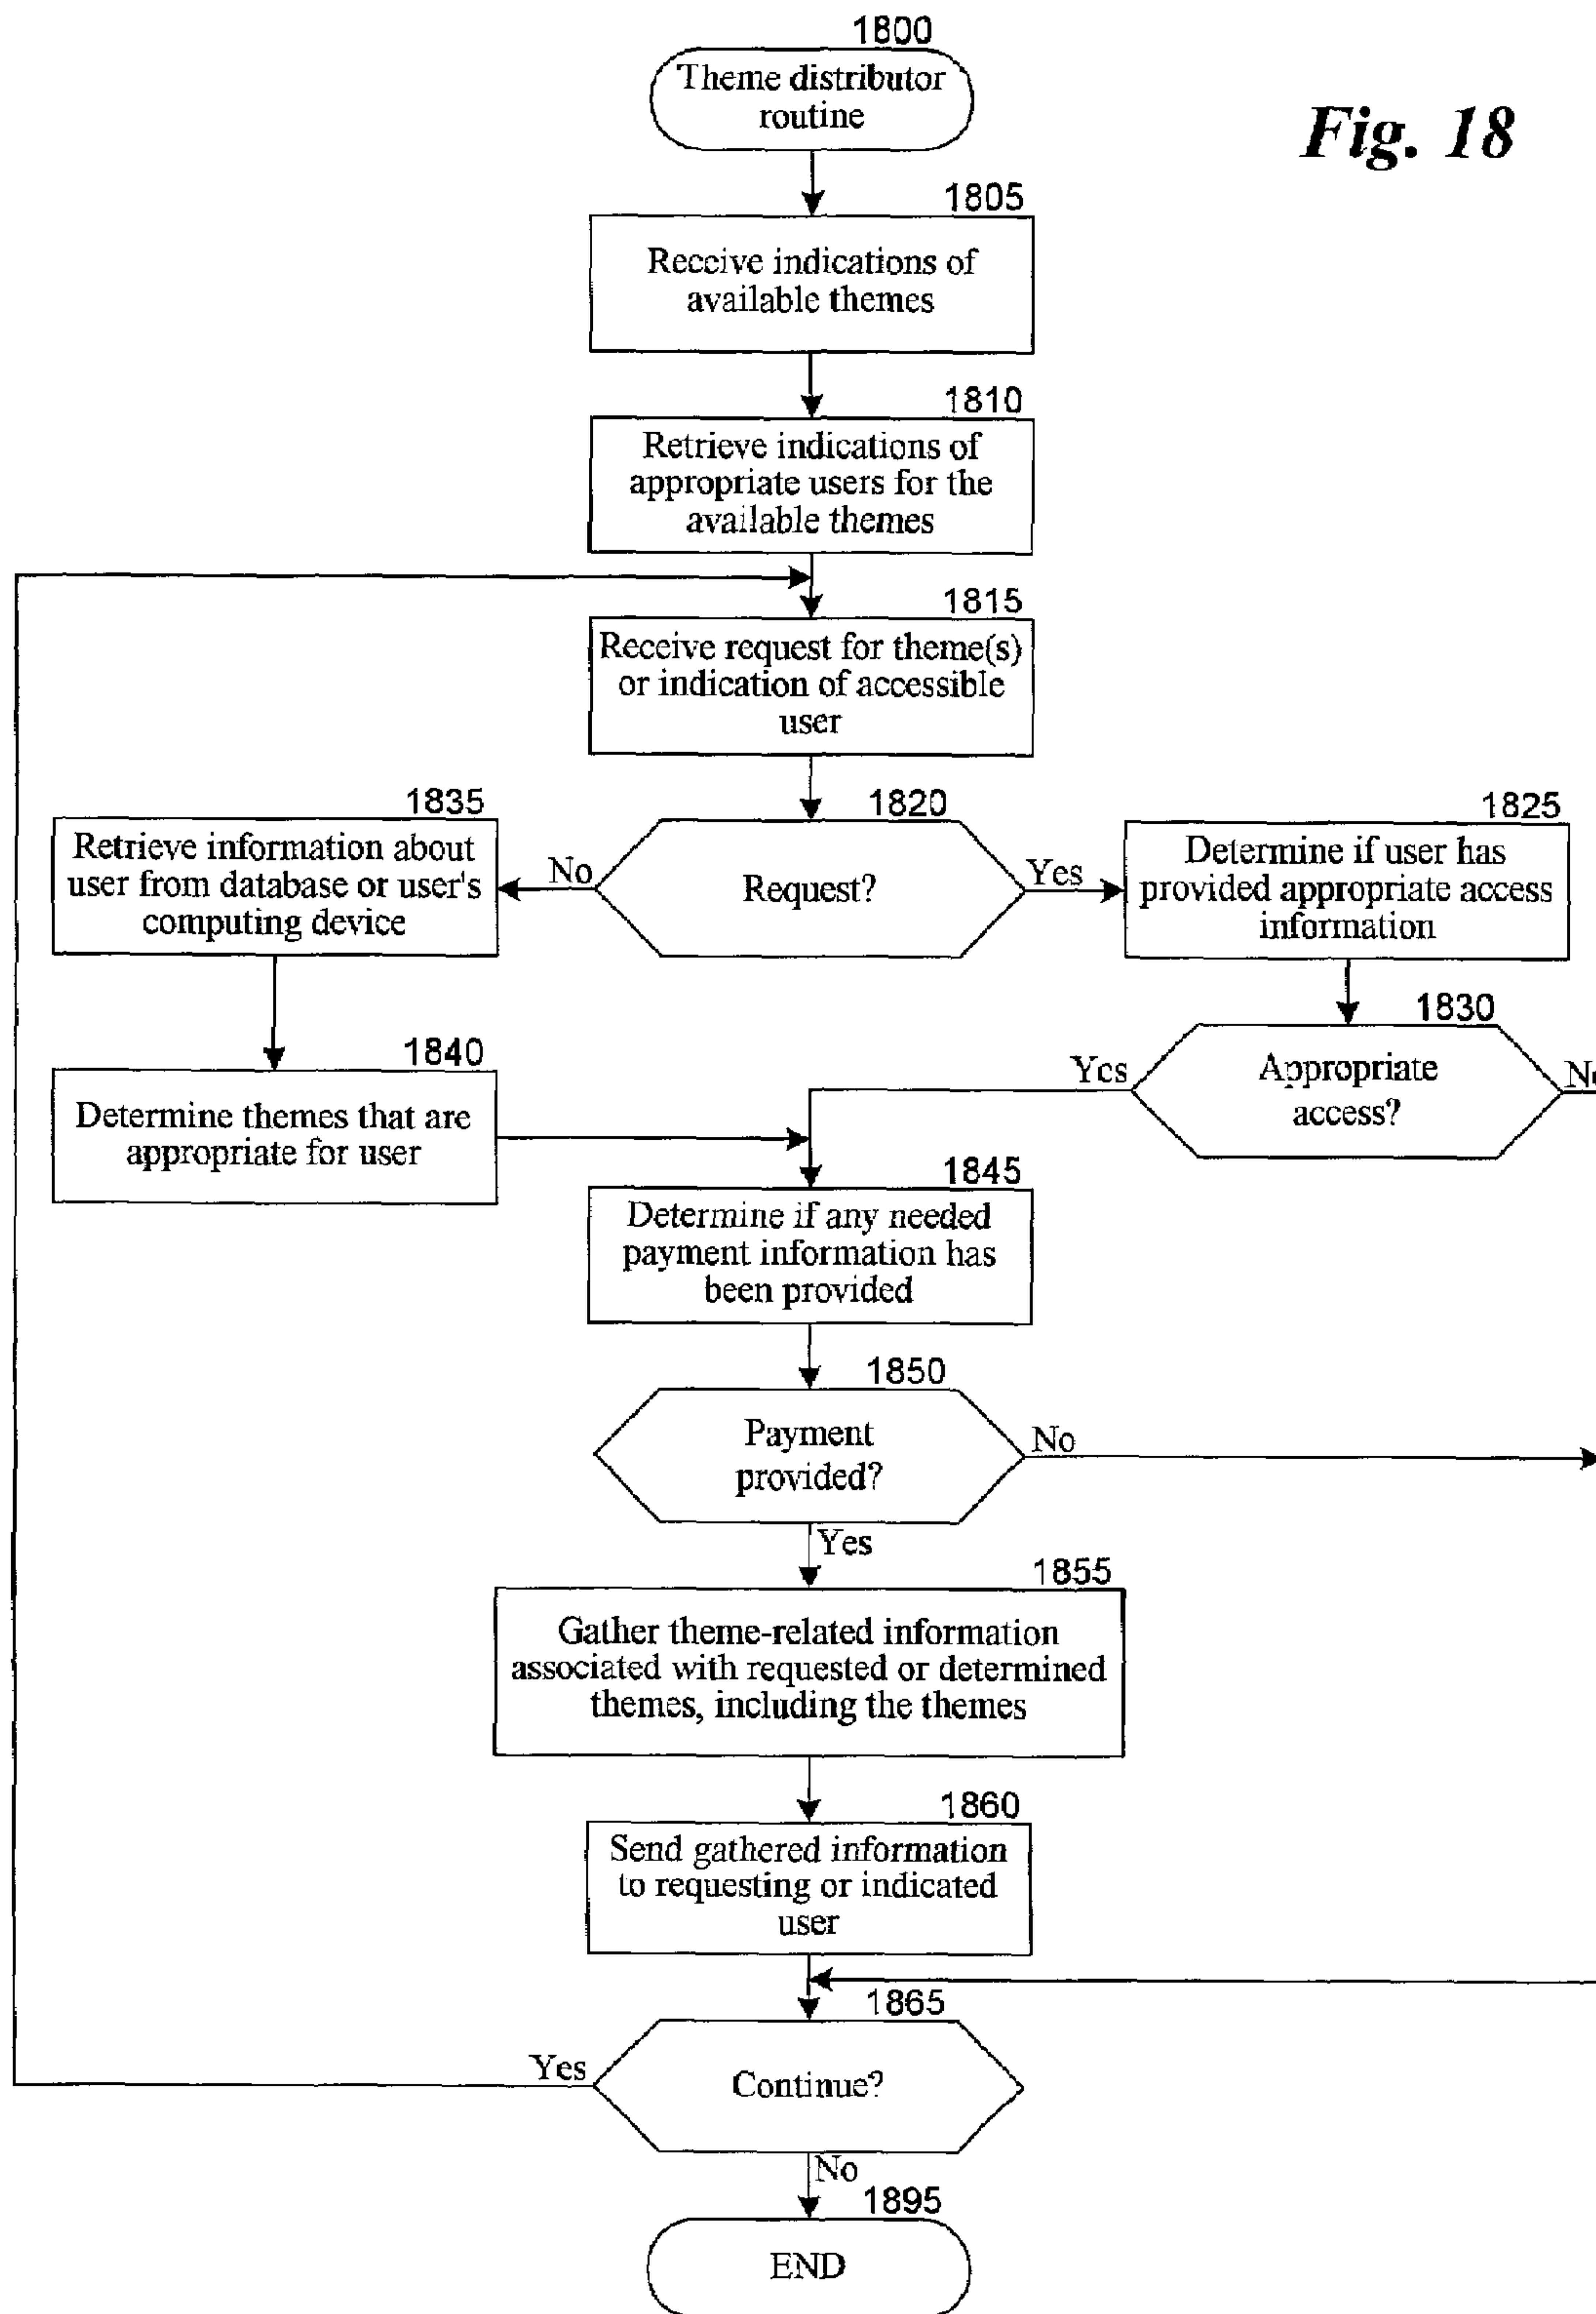 1800
Theme distributor
routine
Fig. 18
1805
Receive indications of
available themes
1810
Retrieve indications of
appropriate users for the
available themes
1815
Receive request for theme(s)
or indication of accessible
user
1820
Request?
No
Yes
1835
Retrieve information about
user from database or user's
computing device
1825
Determine if user has
provided appropriate access
information
1830
Appropriate
access?
Yes
No
1840
Determine themes that are
appropriate for user
1845
Determine if any needed
payment information has
been provided
1850
Payment
provided?
No
Yes
1855
Gather theme-related information
associated with requested or determined
themes, including the themes
1860
Send gathered information
to requesting or indicated
user
1865
Continue?
Yes
No
1895
END